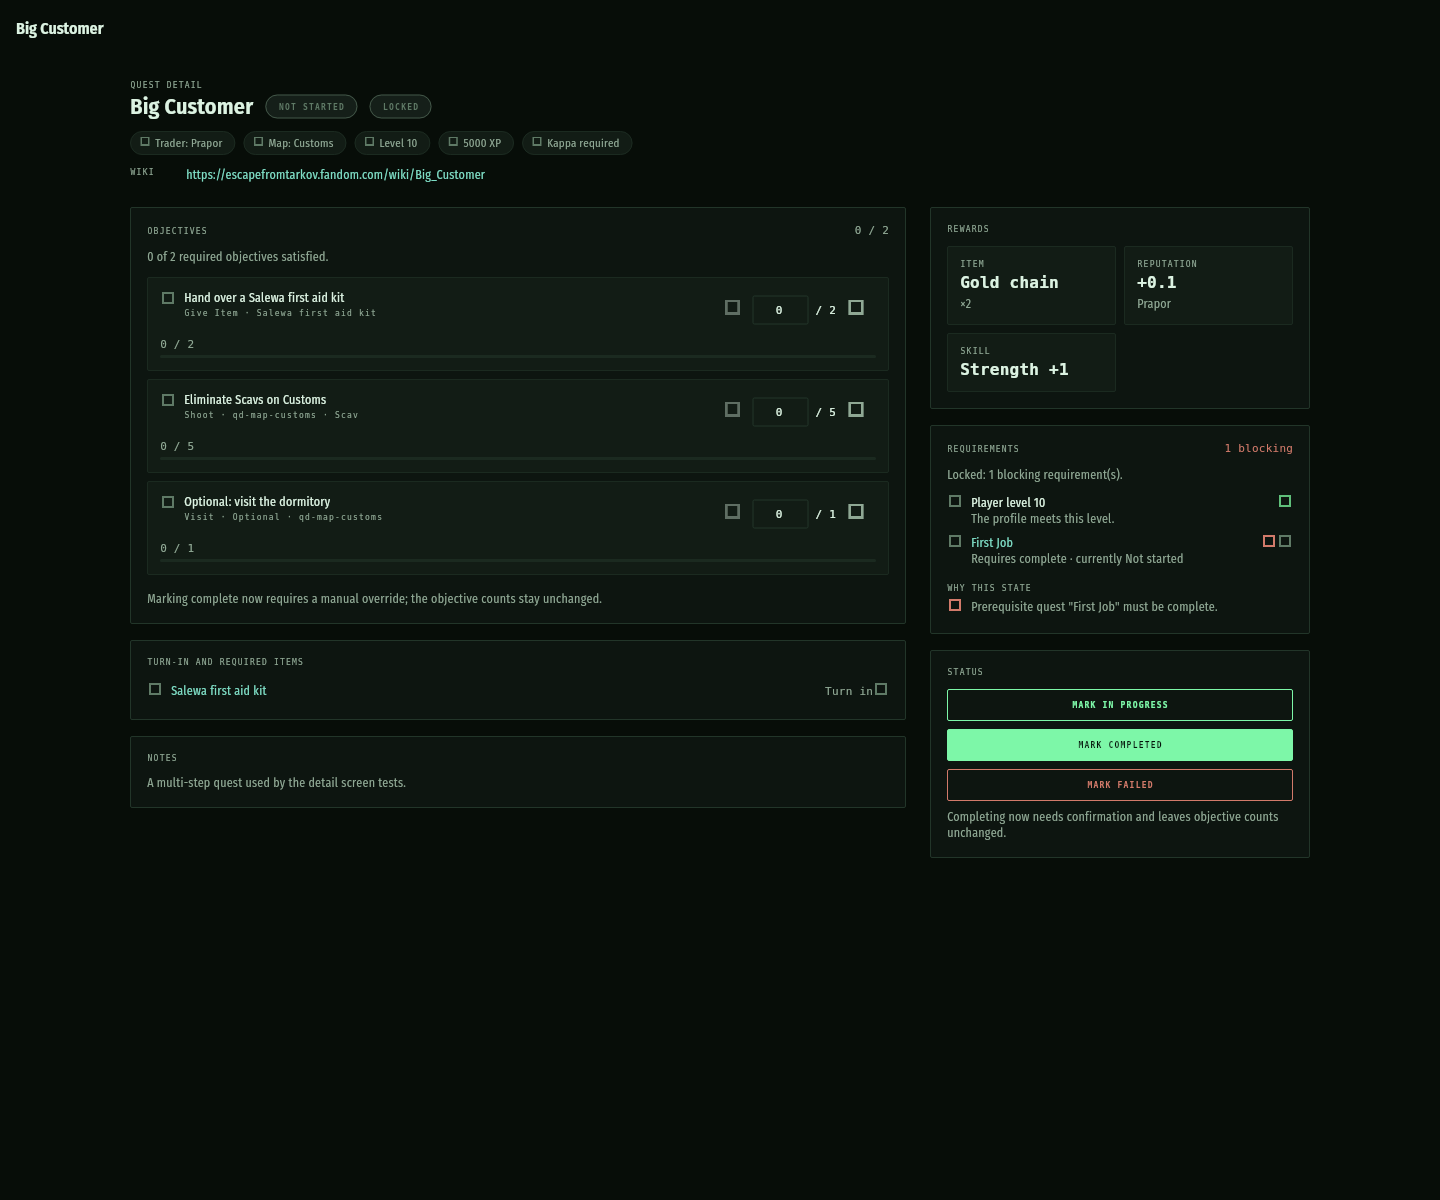 Big Customer
QUEST DETAIL
Big Customer
NOT STARTED
LOCKED
Trader: Prapor
Map: Customs
Level 10
5000 XP
Kappa required
WIKI
https://escapefromtarkov.fandom.com/wiki/Big_Customer
OBJECTIVES
0 / 2
0 of 2 required objectives satisfied.
Hand over a Salewa first aid kit
Give Item · Salewa first aid kit
0 / 2
0 / 2
Eliminate Scavs on Customs
Shoot · qd-map-customs · Scav
0 / 5
0 / 5
Optional: visit the dormitory
Visit · Optional · qd-map-customs
0 / 1
0 / 1
Marking complete now requires a manual override; the objective counts stay unchanged.
TURN-IN AND REQUIRED ITEMS
Salewa first aid kit
Turn in
NOTES
A multi-step quest used by the detail screen tests.
REWARDS
ITEM
Gold chain
×2
REPUTATION
+0.1
Prapor
SKILL
Strength +1
REQUIREMENTS
1 blocking
Locked: 1 blocking requirement(s).
Player level 10
The profile meets this level.
First Job
Requires complete · currently Not started
WHY THIS STATE
Prerequisite quest "First Job" must be complete.
STATUS
MARK IN PROGRESS
MARK COMPLETED
MARK FAILED
Completing now needs confirmation and leaves objective counts
unchanged.